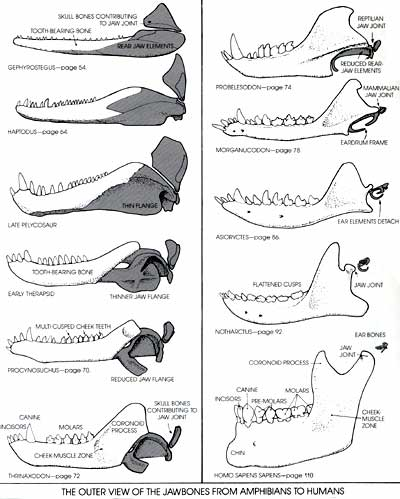 SKULL BONES CONTRIBUTING
TO JAW JOINT
TOOTH-BEARING BONE
REAR JAW ELEMENTS
GEPHYROSTEGUS—page 54.
HAPTODUS—page 64.
THIN FLANGE
LATE PELYCOSAUR
TOOTH-BEARING BONE
EARLY THERAPSID
THINNER JAW FLANGE
MULTI CUSPED CHEEK TEETH
PROCYNOSUCHUS—page 70.
REDUCED JAW FLANGE
SKULL BONES
CONTRIBUTING TO
JAW JOINT
CANINE
INCISORS
MOLARS
CORONOID
PROCESS
CHEEK-MUSCLE ZONE
THRINAXODON—page 72
REPTILIAN
JAW JOINT
REDUCED REAR-
JAW ELEMENTS
PROBELESODON—page 74
MAMMALIAN
JAW JOINT
MORGANUCODON—page 78.
EARDRUM FRAME
EAR ELEMENTS
DETACH
ASIORYCTES—page 86.
FLATTENED CUSPS
JAW JOINT
NOTHARCTUS—page 92
EAR BONES
JAW
JOINT
CORONOID PROCESS
CANINE
INCISORS
PRE-MOLARS
MOLARS
CHEEK-
MUSCLE
ZONE
CHIN
HOMO SAPIENS SAPIENS—page 110
THE OUTER VIEW OF THE JAWBONES FROM AMPHIBIANS TO HUMANS